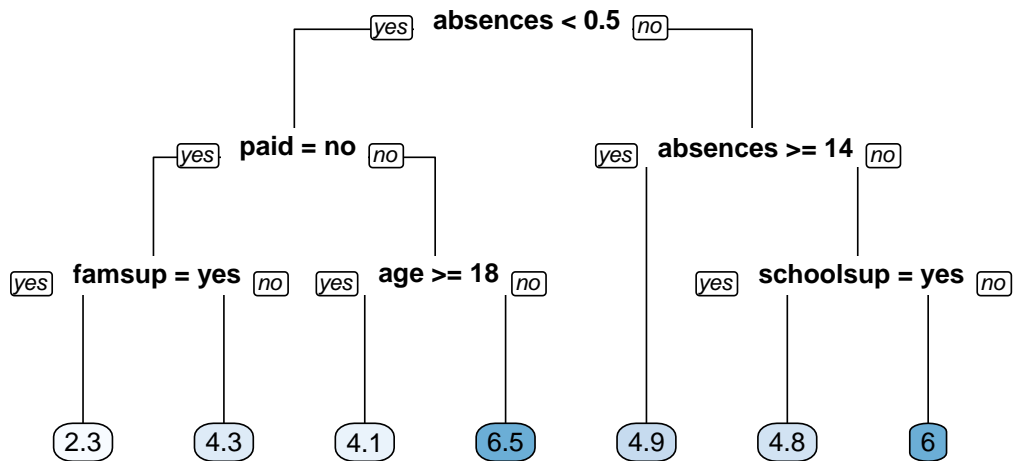 yes absences < 0.5 no
yes paid = no no
yes absences >= 14 no
yes famsup = yes no
yes age >= 18 no
yes schoolsup = yes no
2.3 4.3 4.1 6.5 4.9 4.8 6